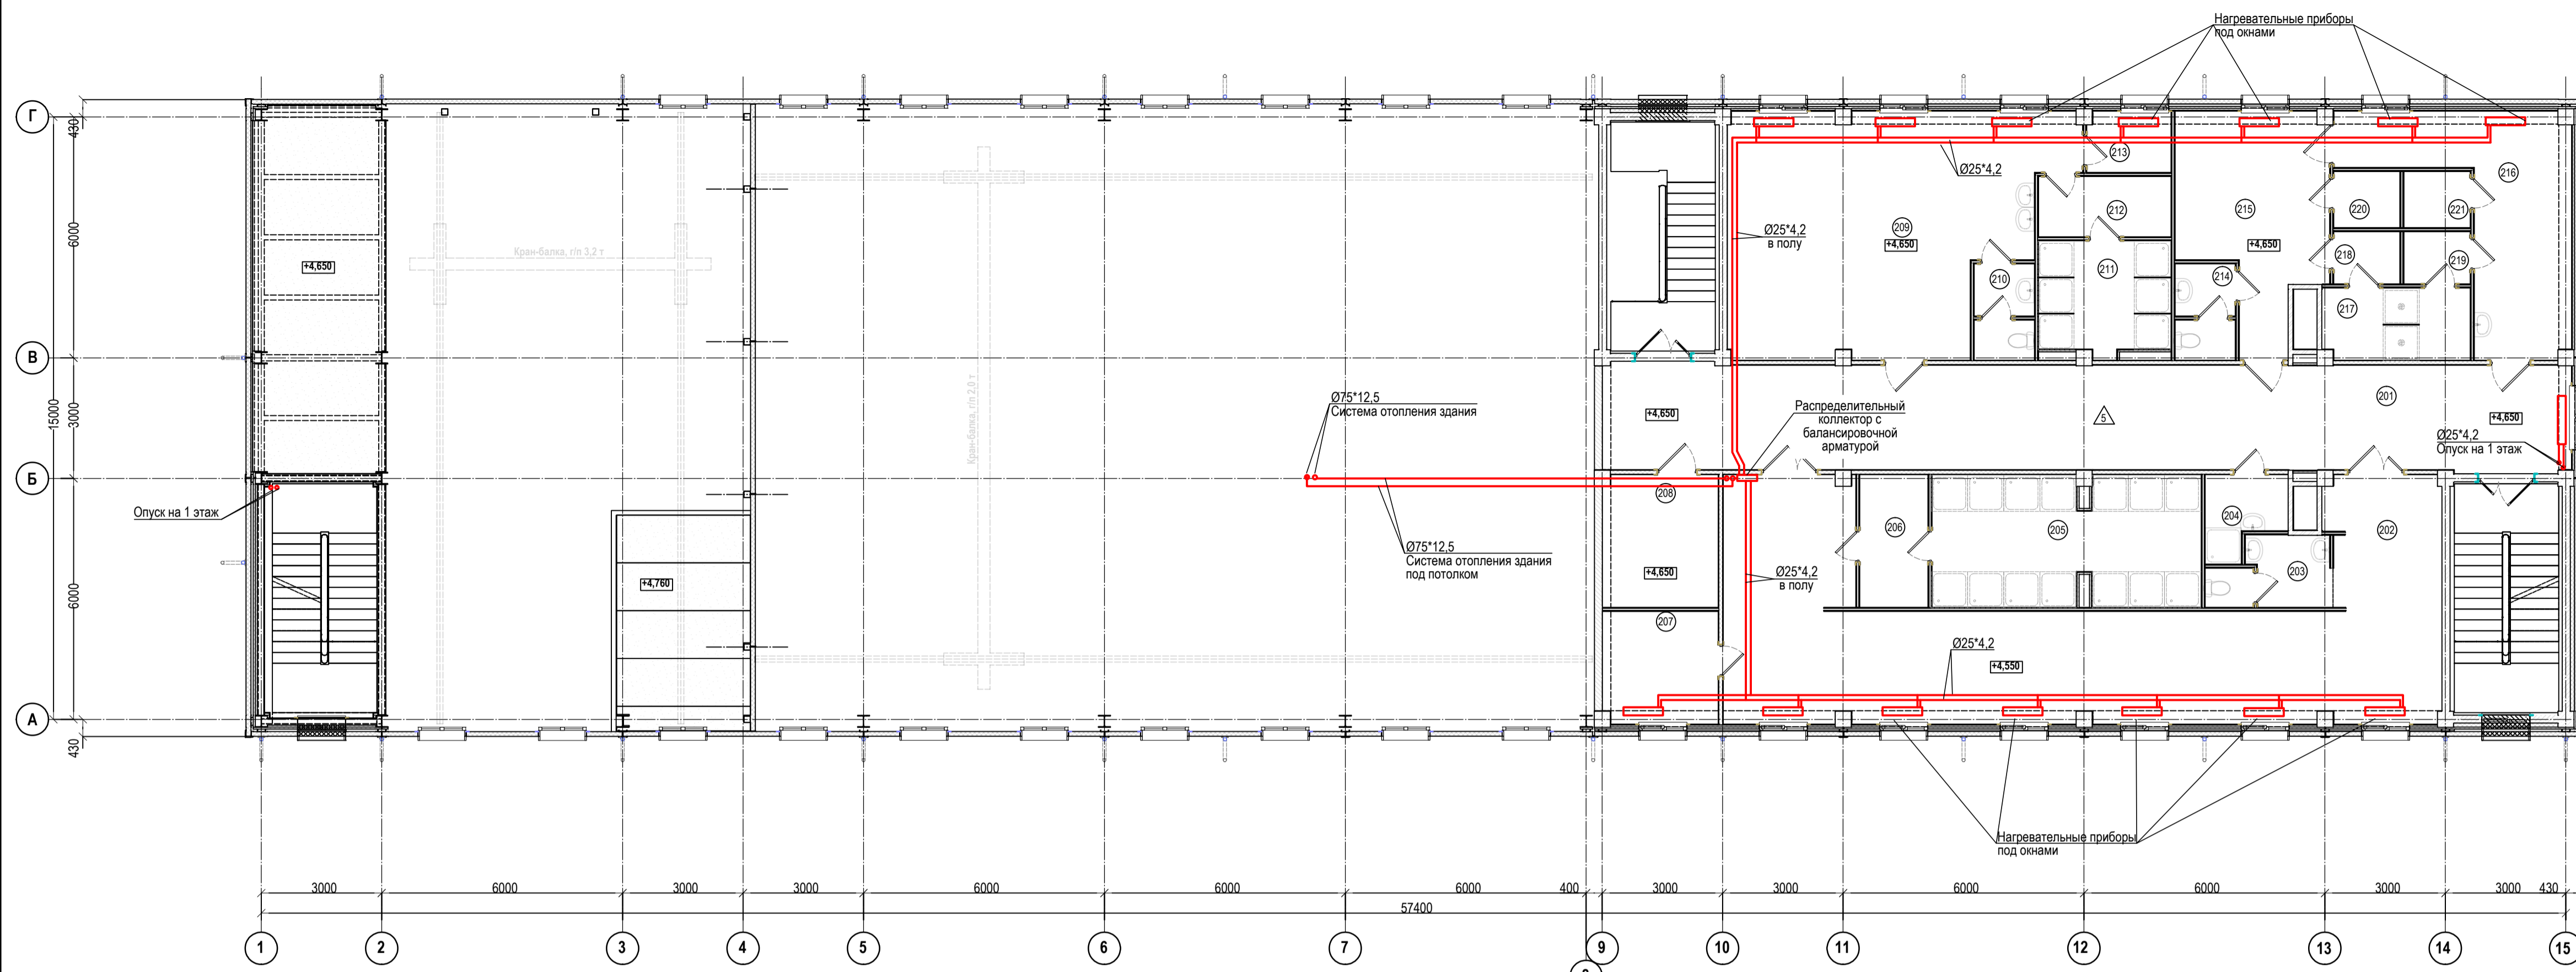 Нагревательные приборы
под окнами
Г
430
213
Ø25*4,2
216
6000
209
+4,650
212
215
+4,650
220
221
Ø25*4,2
в полу
Кран-балка, г/п 3,2 т
+4,650
211
210
214
218
219
217
В
Кран-балка, г/п 2,0 т
15000
3000
Ø75*12,5
Система отопления здания
+4,650
Распределительный
коллектор с
балансировочной
арматурой
5
201
+4,650
Ø25*4,2
Опуск на 1 этаж
Б
208
Опуск на 1 этаж
206
205
204
202
203
Ø75*12,5
Система отопления здания
под потолком
+4,760
+4,650
Ø25*4,2
в полу
6000
207
Ø25*4,2
+4,550
А
430
Нагревательные приборы
под окнами
3000
6000
3000
3000
6000
6000
6000
400
3000
3000
6000
6000
3000
3000
430
57400
1
2
3
4
5
6
7
9
10
11
12
13
14
15